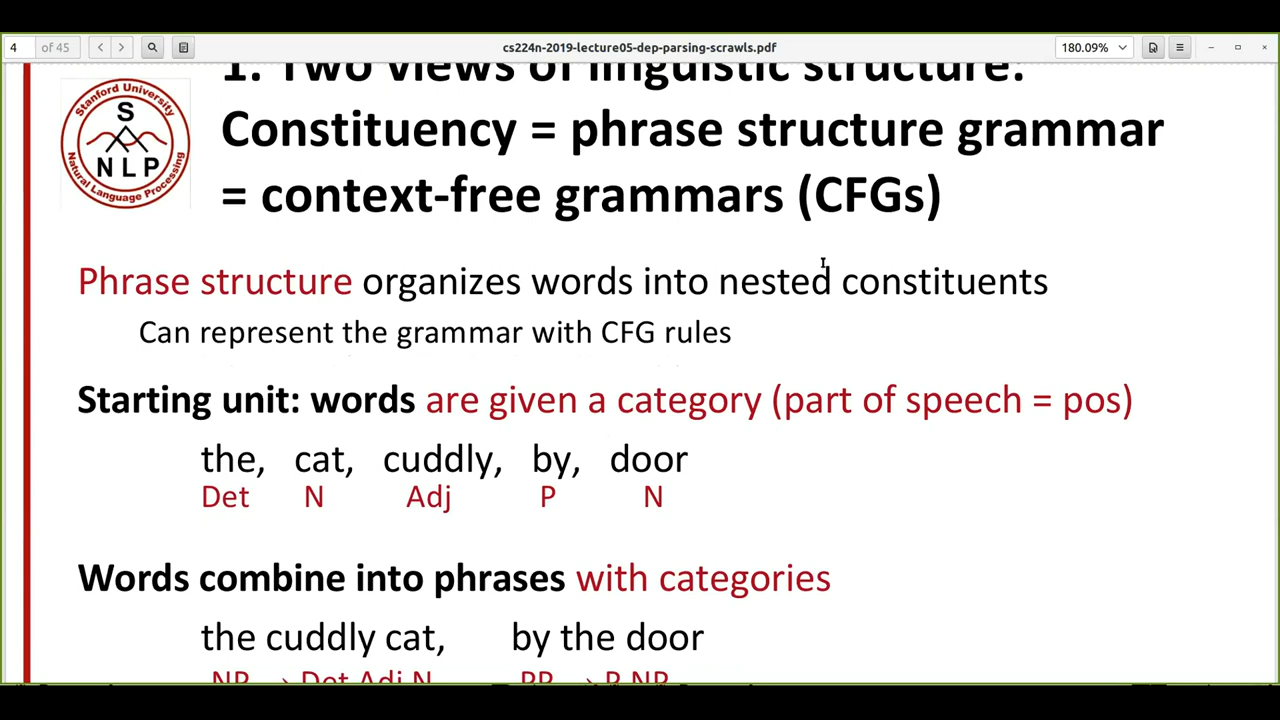 4 of 45 cs224n-2019-lecture05-dep-parsing-scrawls.pdf 180.09%
1. Two views of linguistic structure:
Stanford University
S
NLP
Natural Language Processing
Constituency = phrase structure grammar
= context-free grammars (CFGs)
Phrase structure organizes words into nested constituents
Can represent the grammar with CFG rules
Starting unit: words are given a category (part of speech = pos)
the, cat, cuddly, by, door
Det N Adj P N
Words combine into phrases with categories
the cuddly cat, by the door
NP → Det Adj N PP → P NP